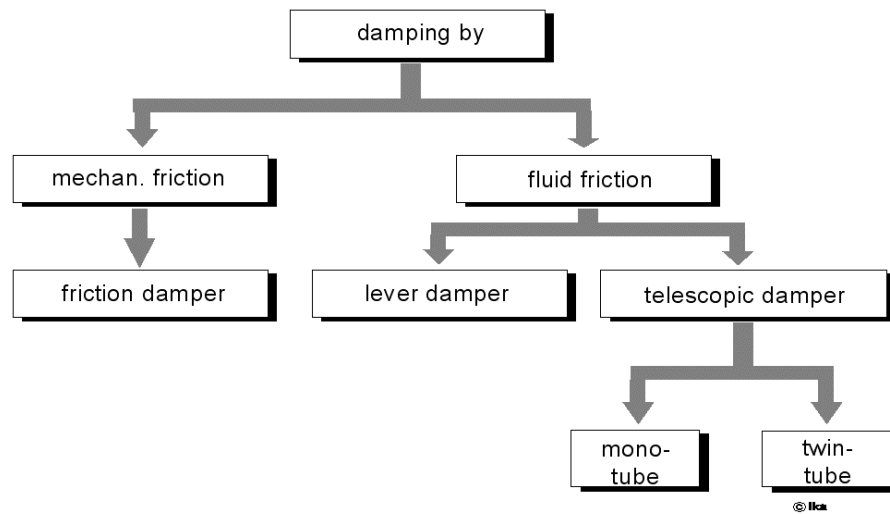 damping by
mechan. friction
fluid friction
friction damper
lever damper
telescopic damper
mono-
tube
twin-
tube
© ika